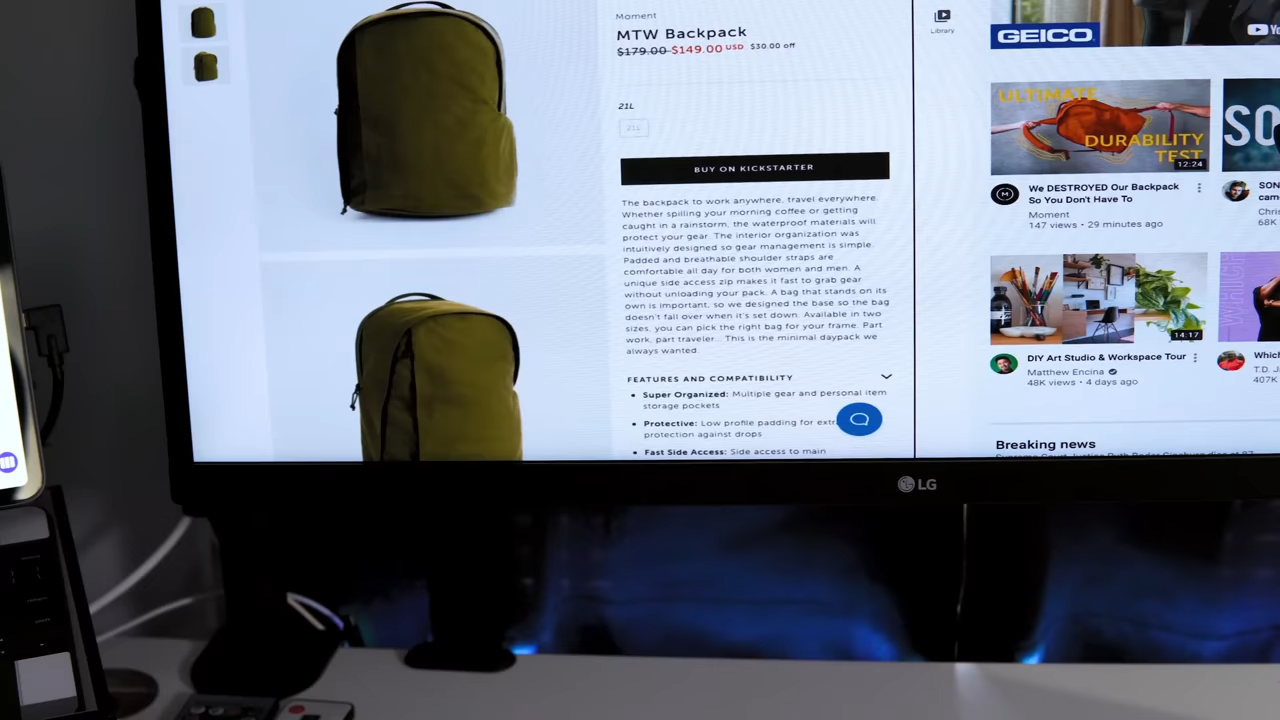 Moment
MTW Backpack
$179.00 $149.00 USD $30.00 off
21L
21L
BUY ON KICKSTARTER
The backpack to work anywhere, travel everywhere.
Whether spilling your morning coffee or getting
caught in a rainstorm, the waterproof materials will
protect your gear. The interior organization was
intuitively designed so gear management is simple.
Padded and breathable shoulder straps are
comfortable all day for both women and men. A
unique side access zip makes it fast to grab gear
without unloading your pack. A bag that stands on its
own is important, so we designed the base so the bag
doesn't fall over when it's set down. Available in two
sizes, you can pick the right bag for your frame. Part
work, part traveler... This is the minimal daypack we
always wanted.
FEATURES AND COMPATIBILITY
• Super Organized: Multiple gear and personal item
storage pockets
• Protective: Low profile padding for extra
protection against drops
• Fast Side Access: Side access to main
Library
GEICO
ULTIMATE
DURABILITY
TEST
12:24
We DESTROYED Our Backpack
So You Don't Have To
Moment
147 views • 29 minutes ago
SO
SON
came
Chris
68K
14:17
DIY Art Studio & Workspace Tour
Matthew Encina
48K views • 4 days ago
WHICH
Which
T.D. J
407K
Breaking news
LG